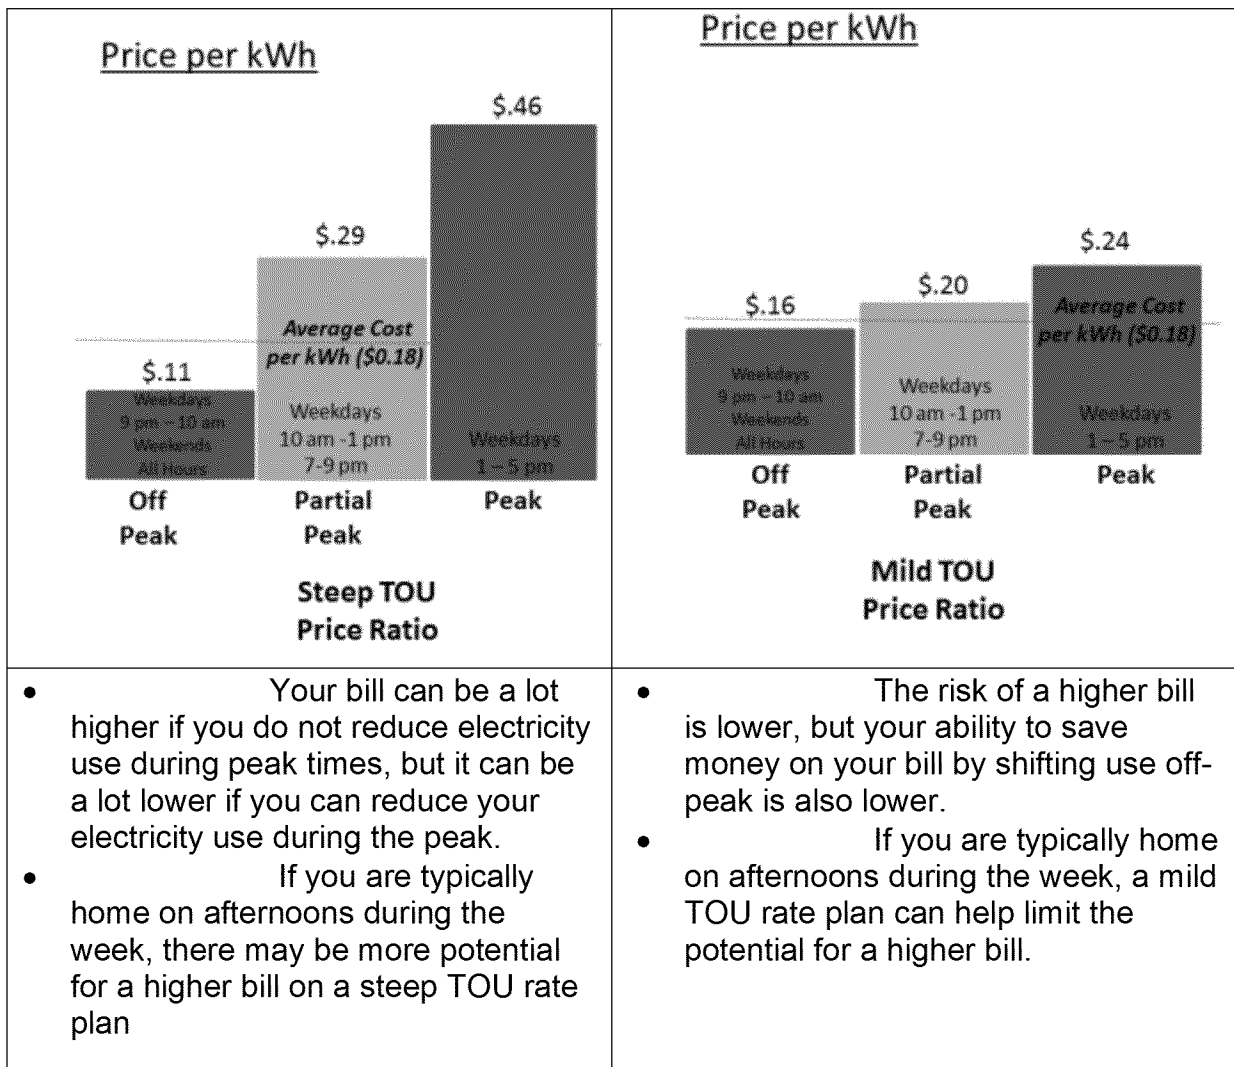 Price per kWh
$.46
$.29
$.11
Average Cost
per kWh ($0.18)
Weekdays
9 pm – 10 am
Weekends
All Hours
Weekdays
10 am -1 pm
7-9 pm
Weekdays
1 – 5 pm
Off
Peak
Partial
Peak
Peak
Steep TOU
Price Ratio
Price per kWh
$.24
$.20
$.16
Average Cost
per kWh ($0.18)
Weekdays
9 pm – 10 am
Weekends
All Hours
Weekdays
10 am -1 pm
7-9 pm
Weekdays
1 – 5 pm
Off
Peak
Partial
Peak
Peak
Mild TOU
Price Ratio
• Your bill can be a lot
higher if you do not reduce electricity
use during peak times, but it can be
a lot lower if you can reduce your
electricity use during the peak.
• If you are typically
home on afternoons during the
week, there may be more potential
for a higher bill on a steep TOU rate
plan
• The risk of a higher bill
is lower, but your ability to save
money on your bill by shifting use off-
peak is also lower.
• If you are typically home
on afternoons during the week, a mild
TOU rate plan can help limit the
potential for a higher bill.